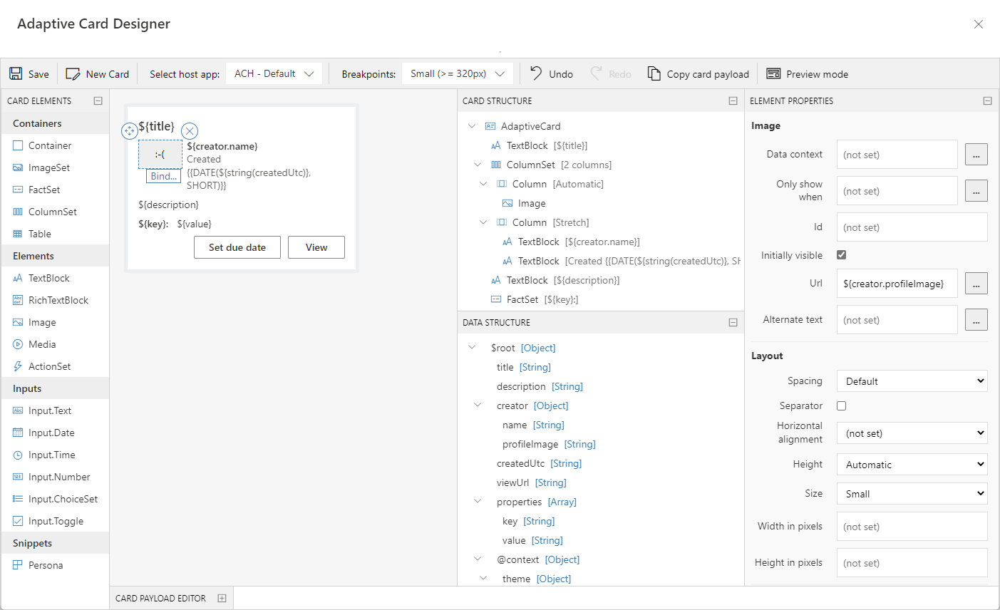 Adaptive Card Designer
Save
New Card
Select host app:
ACH - Default
Breakpoints:
Small (>= 320px)
Undo
Redo
Copy card payload
Preview mode
CARD ELEMENTS
Containers
Container
ImageSet
FactSet
ColumnSet
Table
Elements
TextBlock
RichTextBlock
Image
Media
ActionSet
Inputs
Input.Text
Input.Date
Input.Time
Input.Number
Input.ChoiceSet
Input.Toggle
Snippets
Persona
${title}
:-(
Bind...
${creator.name}
Created
{{DATE(${string(createdUtc)},
SHORT)}}
${description}
${key}: ${value}
Set due date
View
CARD PAYLOAD EDITOR
CARD STRUCTURE
AdaptiveCard
TextBlock [${title}]
ColumnSet [2 columns]
Column [Automatic]
Image
Column [Stretch]
TextBlock [${creator.name}]
TextBlock [Created {{DATE(${string(createdUtc)}, SH
TextBlock [${description}]
FactSet [${key}:]
DATA STRUCTURE
$root [Object]
title [String]
description [String]
creator [Object]
name [String]
profileImage [String]
createdUtc [String]
viewUrl [String]
properties [Array]
key [String]
value [String]
@context [Object]
theme [Object]
ELEMENT PROPERTIES
Image
Data context (not set) ...
Only show
when
(not set) ...
Id (not set)
Initially visible
Url ${creator.profileImage} ...
Alternate text (not set) ...
Layout
Spacing Default
Separator
Horizontal
alignment
(not set)
Height Automatic
Size Small
Width in pixels (not set)
Height in pixels (not set)